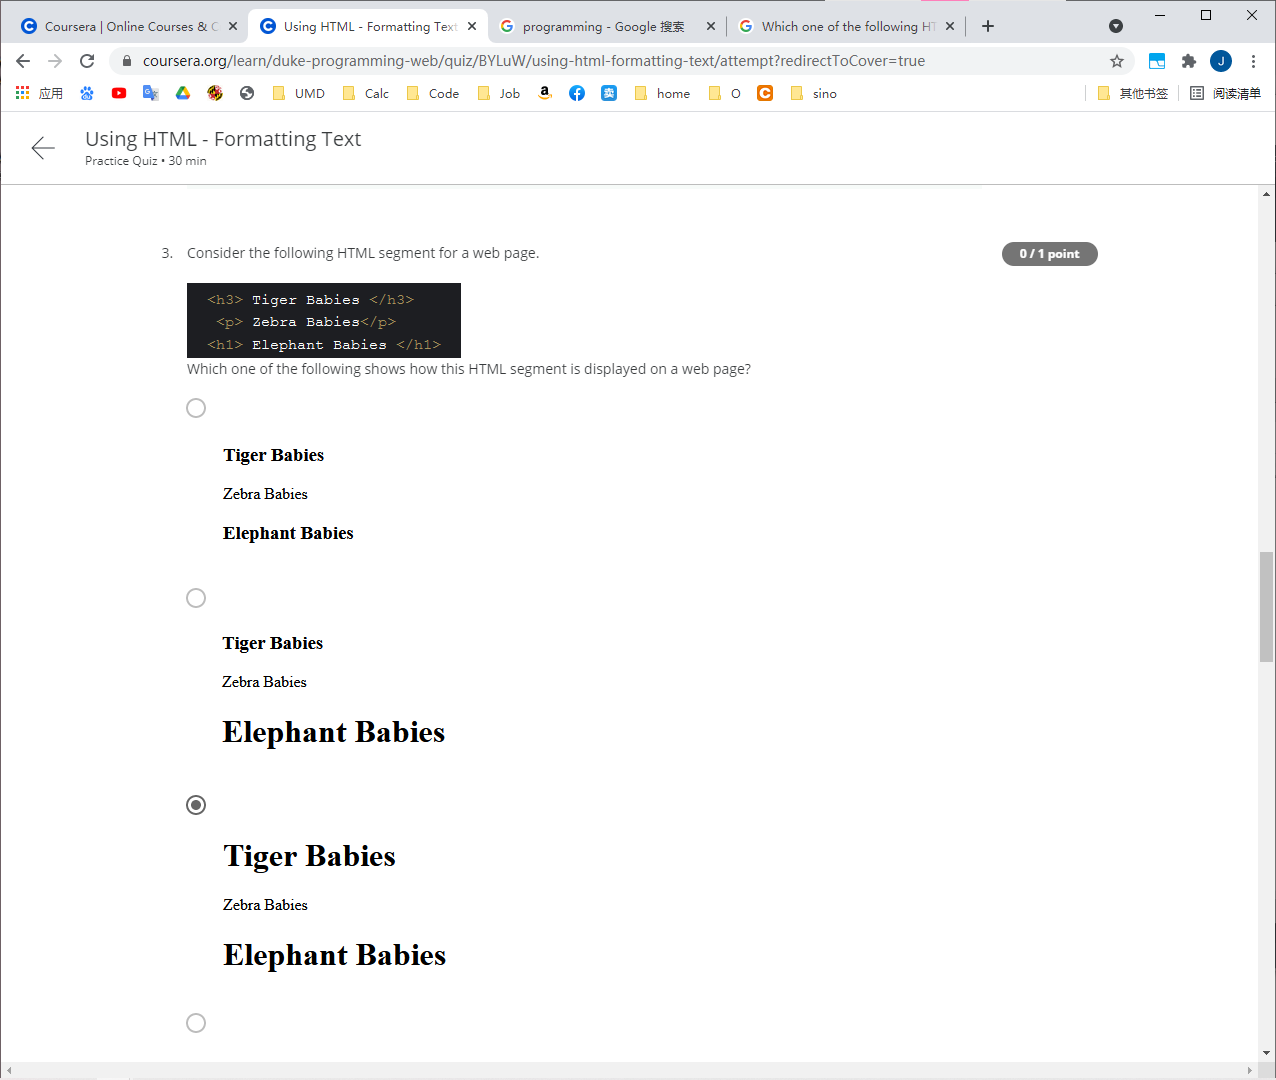 Coursera | Online Courses & C
Using HTML - Formatting Text
programming - Google 搜索
Which one of the following HT
coursera.org/learn/duke-programming-web/quiz/BYLuW/using-html-formatting-text/attempt?redirectToCover=true
J
应用
UMD
Calc
Code
Job
home
O
sino
其他书签
阅读清单
Using HTML - Formatting Text
Practice Quiz • 30 min
3. Consider the following HTML segment for a web page.
0 / 1 point
<h3> Tiger Babies </h3>
<p> Zebra Babies</p>
<h1> Elephant Babies </h1>
Which one of the following shows how this HTML segment is displayed on a web page?
Tiger Babies
Zebra Babies
Elephant Babies
Tiger Babies
Zebra Babies
Elephant Babies
Tiger Babies
Zebra Babies
Elephant Babies